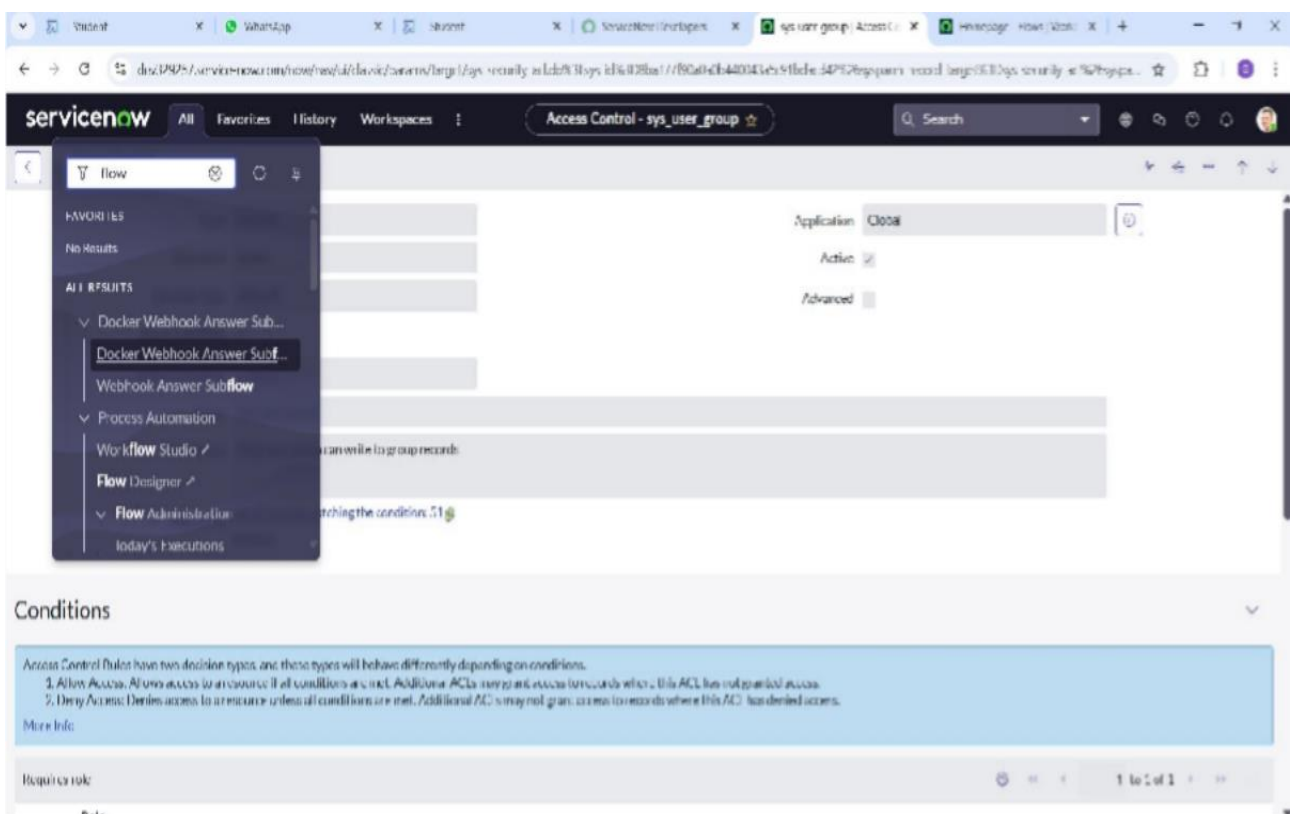 Student
WhatsApp
Student
ServiceNow Developers
sys_user_group | Access Co
Homepage
servicenow
All
Favorites
History
Workspaces
Access Control - sys_user_group
Search
flow
FAVORITES
No Results
ALL RESULTS
Docker Webhook Answer Sub...
Docker Webhook Answer Subf...
Webhook Answer Subflow
Process Automation
Workflow Studio
Flow Designer
Flow Administration
Today's Executions
Application Global
Active
Advanced
can write to group records
tching the condition: 51
Conditions
Access Control Rules have two decision types, and these types will behave differently depending on conditions.
1. Allow Access: Allows access to a resource if all conditions are met. Additional ACLs may grant access to records where this ACL has not granted access.
2. Deny Access: Denies access to a resource unless all conditions are met. Additional ACLs may not grant access to records where this ACL has denied access.
More Info
Requires role
1 to 1 of 1